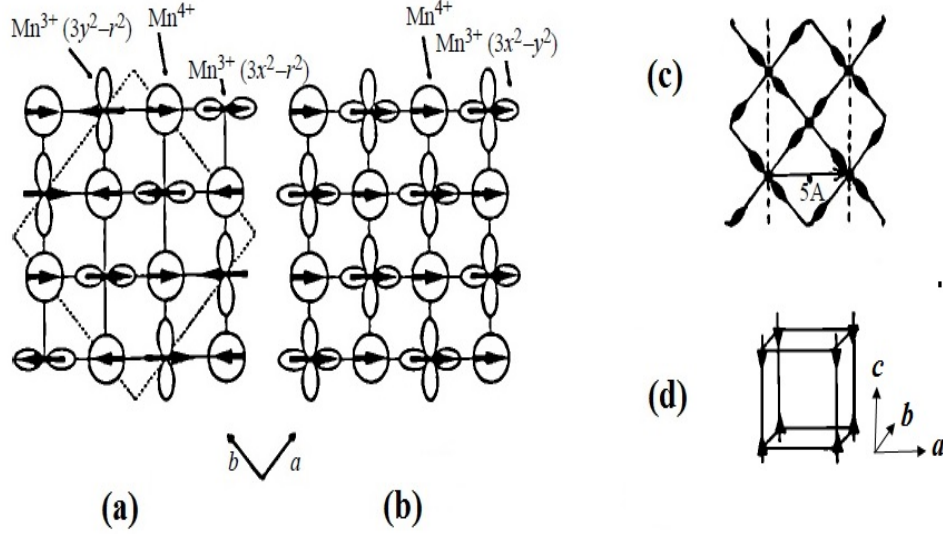 Mn³⁺ (3y²–r²)
Mn⁴⁺
Mn³⁺ (3x²–r²)
b
a
(a)
Mn⁴⁺
Mn³⁺ (3x²–y²)
(b)
(c)
5A
(d)
c
b
a